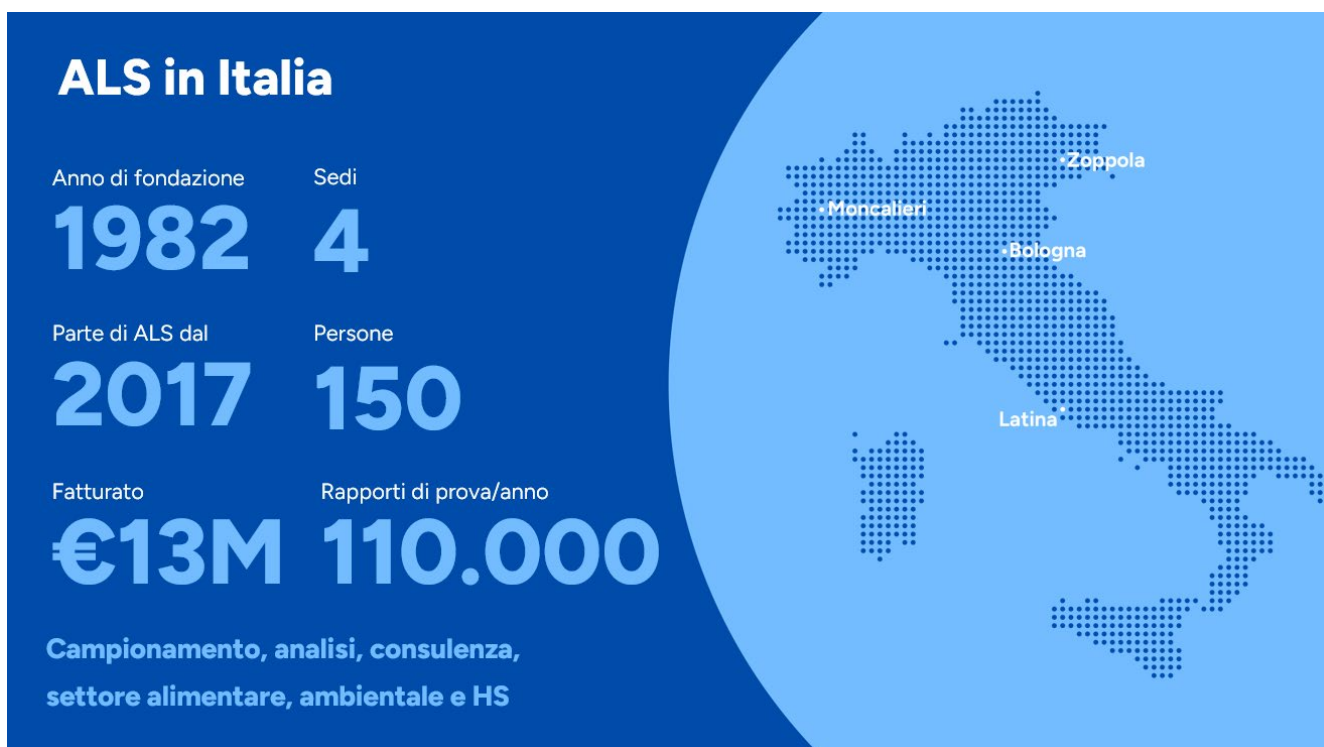 ALS in Italia
Anno di fondazione
1982
Sedi
4
Parte di ALS dal
2017
Persone
150
Fatturato
€13M
Rapporti di prova/anno
110.000
Campionamento, analisi, consulenza,
settore alimentare, ambientale e HS
Zoppola
Moncalieri
Bologna
Latina